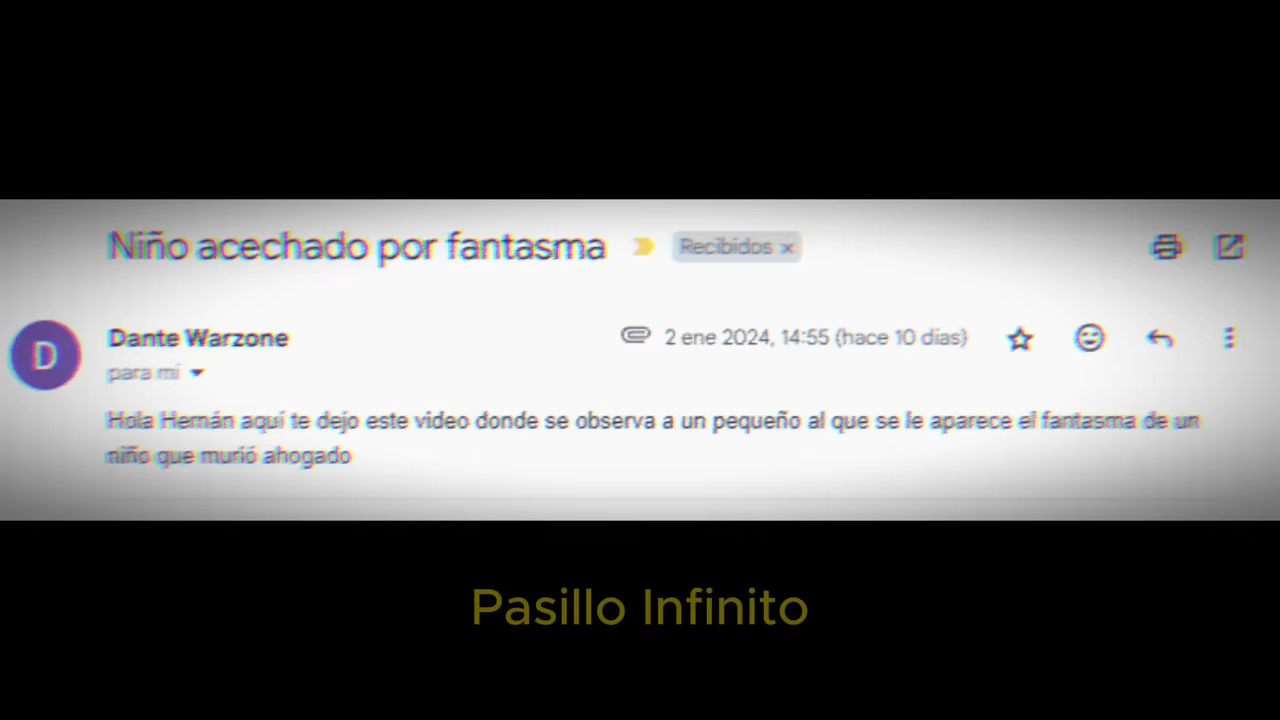 Niño acechado por fantasma
Recibidos x
D
Dante Warzone
2 ene 2024, 14:55 (hace 10 días)
para mí
Hola Hernán aquí te dejo este video donde se observa a un pequeño al que se le aparece el fantasma de un
niño que murió ahogado
Pasillo Infinito